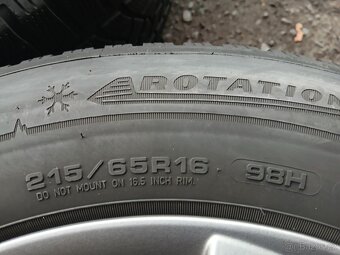 ROTATION
215/65R16 98H
DO NOT MOUNT ON 16.5 INCH RIM.